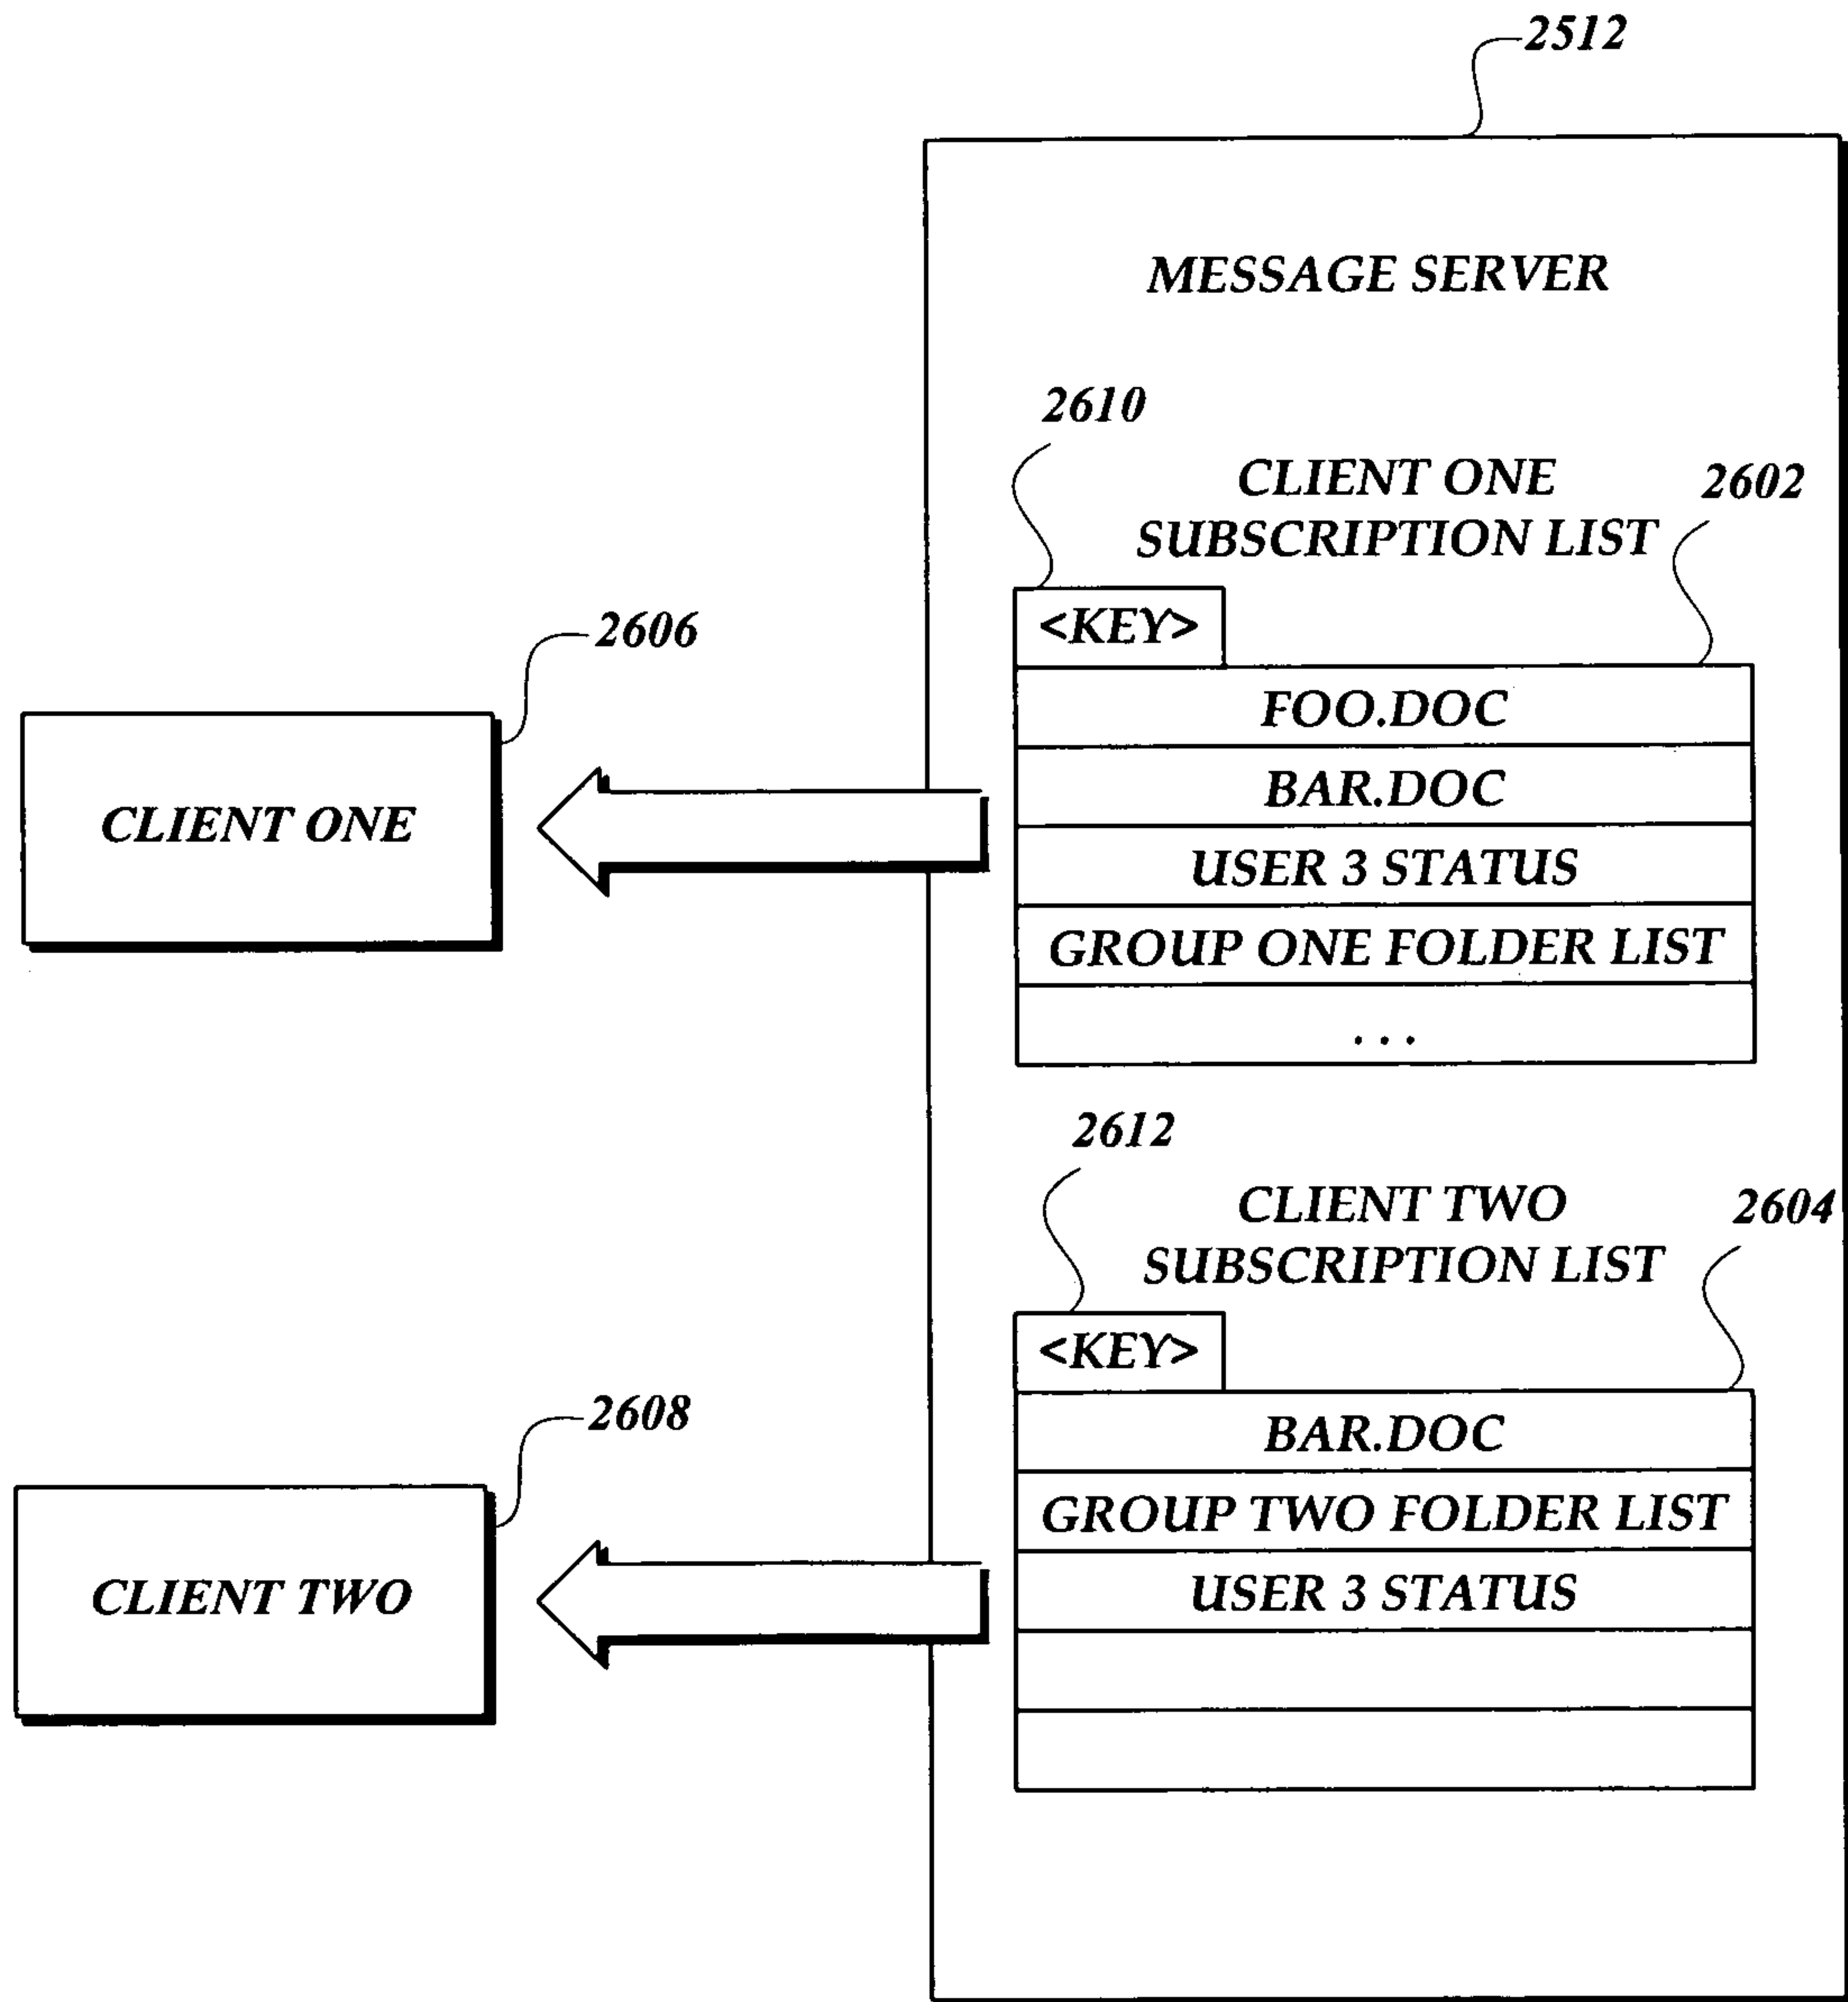 2512
MESSAGE SERVER
2610
CLIENT ONE
SUBSCRIPTION LIST
2602
<KEY>
FOO.DOC
BAR.DOC
USER 3 STATUS
GROUP ONE FOLDER LIST
. . .
2606
CLIENT ONE
2612
CLIENT TWO
SUBSCRIPTION LIST
2604
<KEY>
BAR.DOC
GROUP TWO FOLDER LIST
USER 3 STATUS
2608
CLIENT TWO